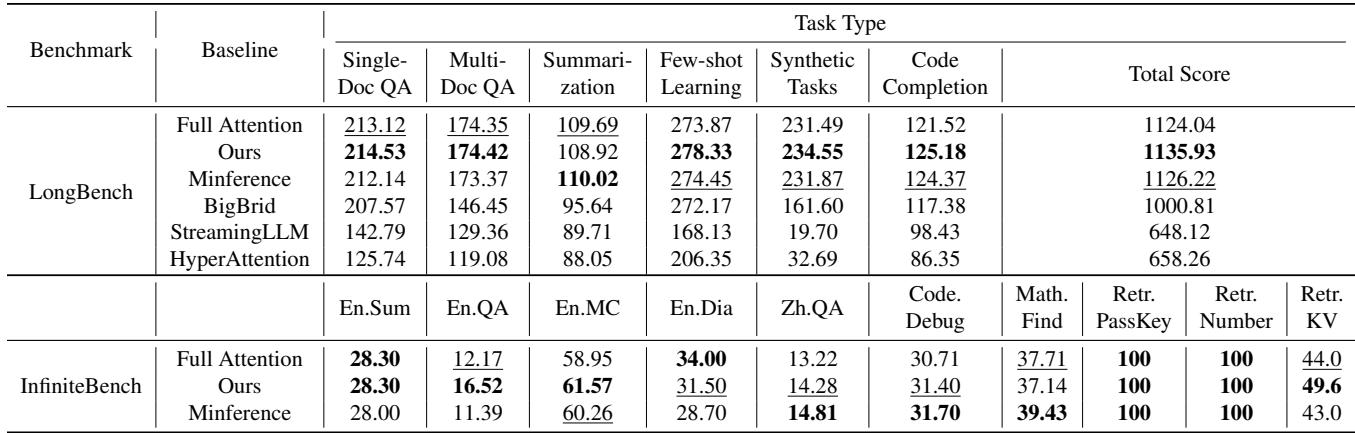 Benchmark Baseline Task Type
Single-Doc QA Multi-Doc QA Summari-zation Few-shot Learning Synthetic Tasks Code Completion Total Score
LongBench
Full Attention 213.12 174.35 109.69 273.87 231.49 121.52 1124.04
Ours 214.53 174.42 108.92 278.33 234.55 125.18 1135.93
Minference 212.14 173.37 110.02 274.45 231.87 124.37 1126.22
BigBrid 207.57 146.45 95.64 272.17 161.60 117.38 1000.81
StreamingLLM 142.79 129.36 89.71 168.13 19.70 98.43 648.12
HyperAttention 125.74 119.08 88.05 206.35 32.69 86.35 658.26
En.Sum En.QA En.MC En.Dia Zh.QA Code. Debug Math. Find Retr. PassKey Retr. Number Retr. KV
InfiniteBench
Full Attention 28.30 12.17 58.95 34.00 13.22 30.71 37.71 100 100 44.0
Ours 28.30 16.52 61.57 31.50 14.28 31.40 37.14 100 100 49.6
Minference 28.00 11.39 60.26 28.70 14.81 31.70 39.43 100 100 43.0